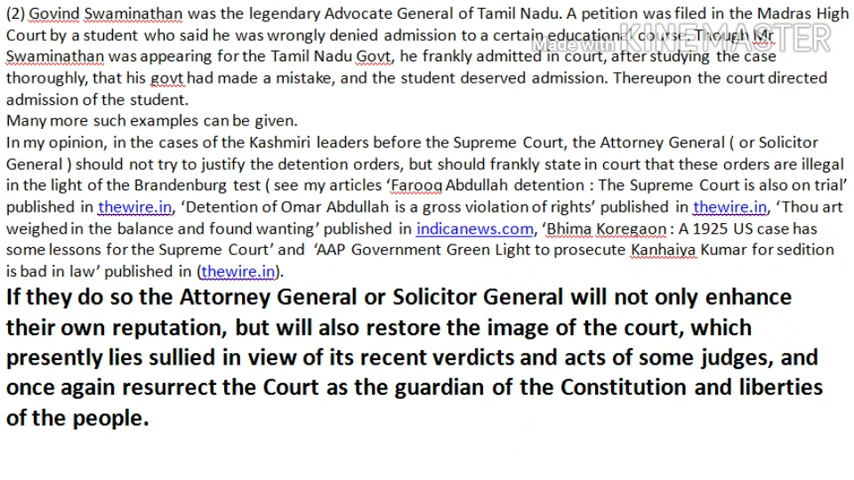 (2) Govind Swaminathan was the legendary Advocate General of Tamil Nadu. A petition was filed in the Madras High
Court by a student who said he was wrongly denied admission to a certain educational course. Though Mr
Made with KINEMASTER
Swaminathan was appearing for the Tamil Nadu Govt, he frankly admitted in court, after studying the case
thoroughly, that his govt had made a mistake, and the student deserved admission. Thereupon the court directed
admission of the student.
Many more such examples can be given.
In my opinion, in the cases of the Kashmiri leaders before the Supreme Court, the Attorney General ( or Solicitor
General ) should not try to justify the detention orders, but should frankly state in court that these orders are illegal
in the light of the Brandenburg test ( see my articles ‘Farooq Abdullah detention : The Supreme Court is also on trial’
published in thewire.in, ‘Detention of Omar Abdullah is a gross violation of rights’ published in thewire.in, ‘Thou art
weighed in the balance and found wanting’ published in indicanews.com, ‘Bhima Koregaon : A 1925 US case has
some lessons for the Supreme Court’ and ‘AAP Government Green Light to prosecute Kanhaiya Kumar for sedition
is bad in law’ published in (thewire.in).
If they do so the Attorney General or Solicitor General will not only enhance
their own reputation, but will also restore the image of the court, which
presently lies sullied in view of its recent verdicts and acts of some judges, and
once again resurrect the Court as the guardian of the Constitution and liberties
of the people.